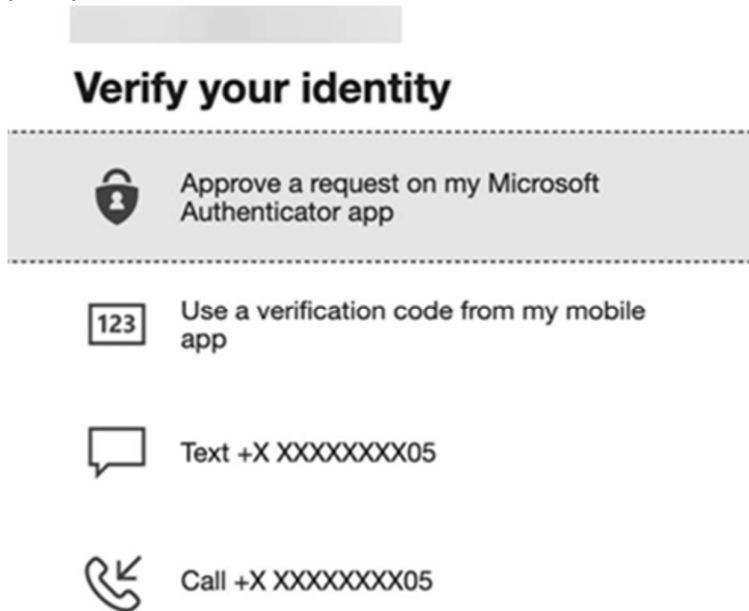 Verify your identity
Approve a request on my Microsoft
Authenticator app
123
Use a verification code from my mobile
app
Text +X XXXXXXXX05
Call +X XXXXXXXX05